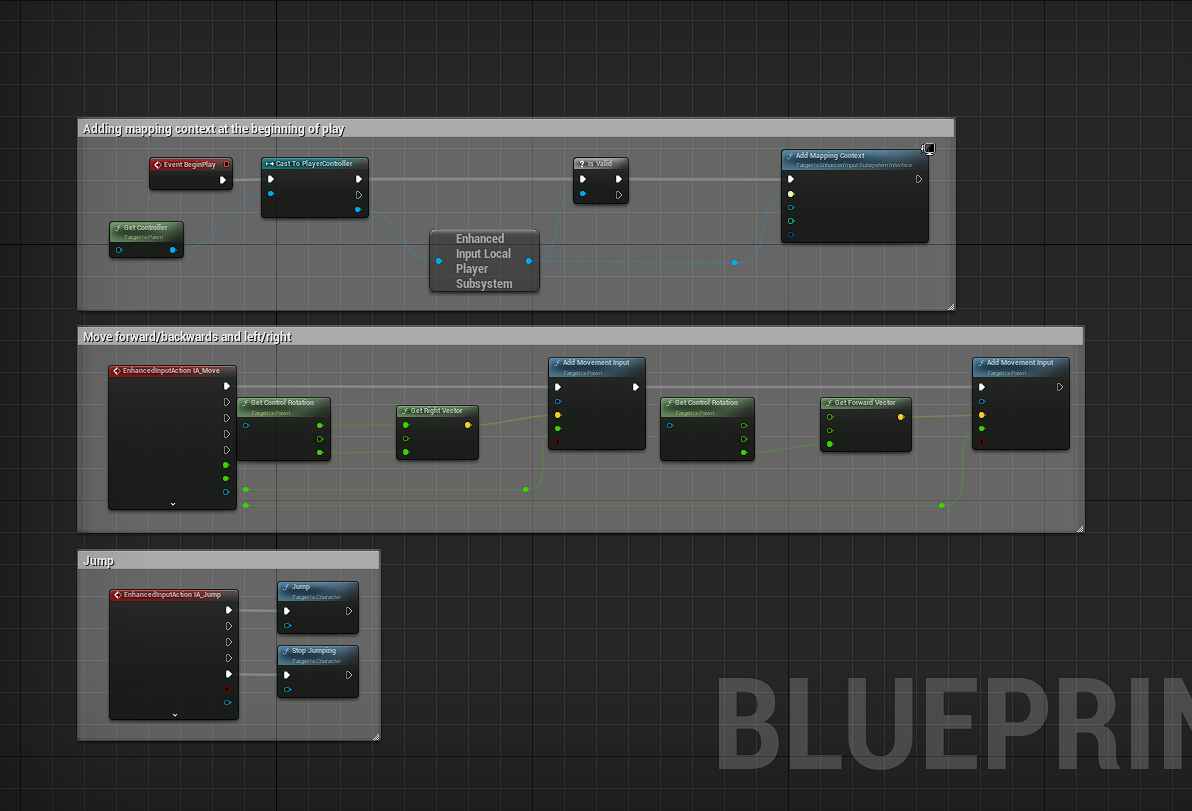 Adding mapping context at the beginning of play
Event BeginPlay
Cast To PlayerController
? Is Valid
f Add Mapping Context
Target is Enhanced Input Subsystem Interface
f Get Controller
Target is Pawn
Enhanced
Input Local
Player
Subsystem
Move forward/backwards and left/right
EnhancedInputAction IA_Move
f Get Control Rotation
Target is Pawn
f Get Right Vector
f Add Movement Input
Target is Pawn
f Get Control Rotation
Target is Pawn
f Get Forward Vector
f Add Movement Input
Target is Pawn
Jump
EnhancedInputAction IA_Jump
f Jump
Target is Character
f Stop Jumping
Target is Character
BLUEPRIN